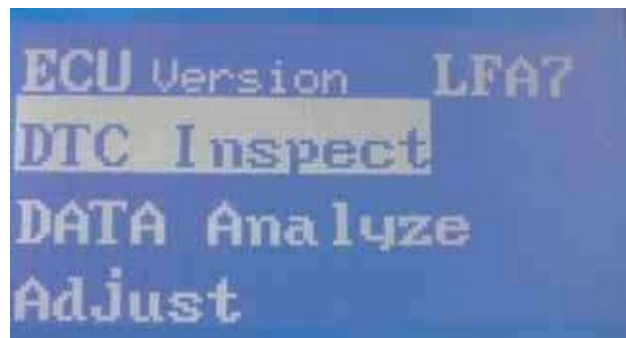 ECU Version LFA7
DTC Inspect
DATA Analyze
Adjust